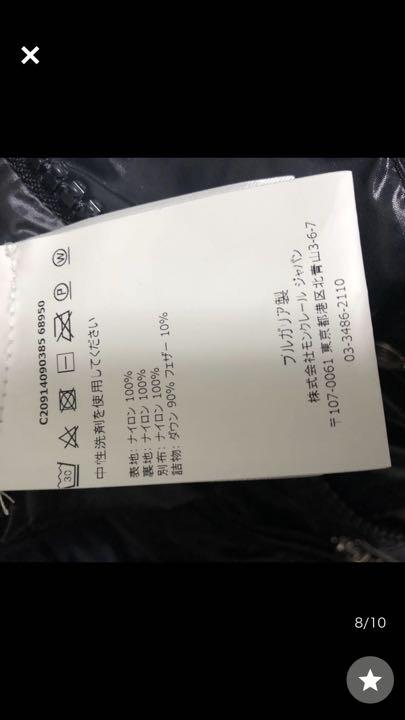 C20914090385 68950
30
P
W
中性洗剤を使用してください
表地: ナイロン 100%
裏地: ナイロン 100%
別布: ナイロン 100%
詰物: ダウン 90% フェザー 10%
ブルガリア製
株式会社モンクレール ジャパン
〒107-0061 東京都港区北青山3-6-7
03-3486-2110
8/10